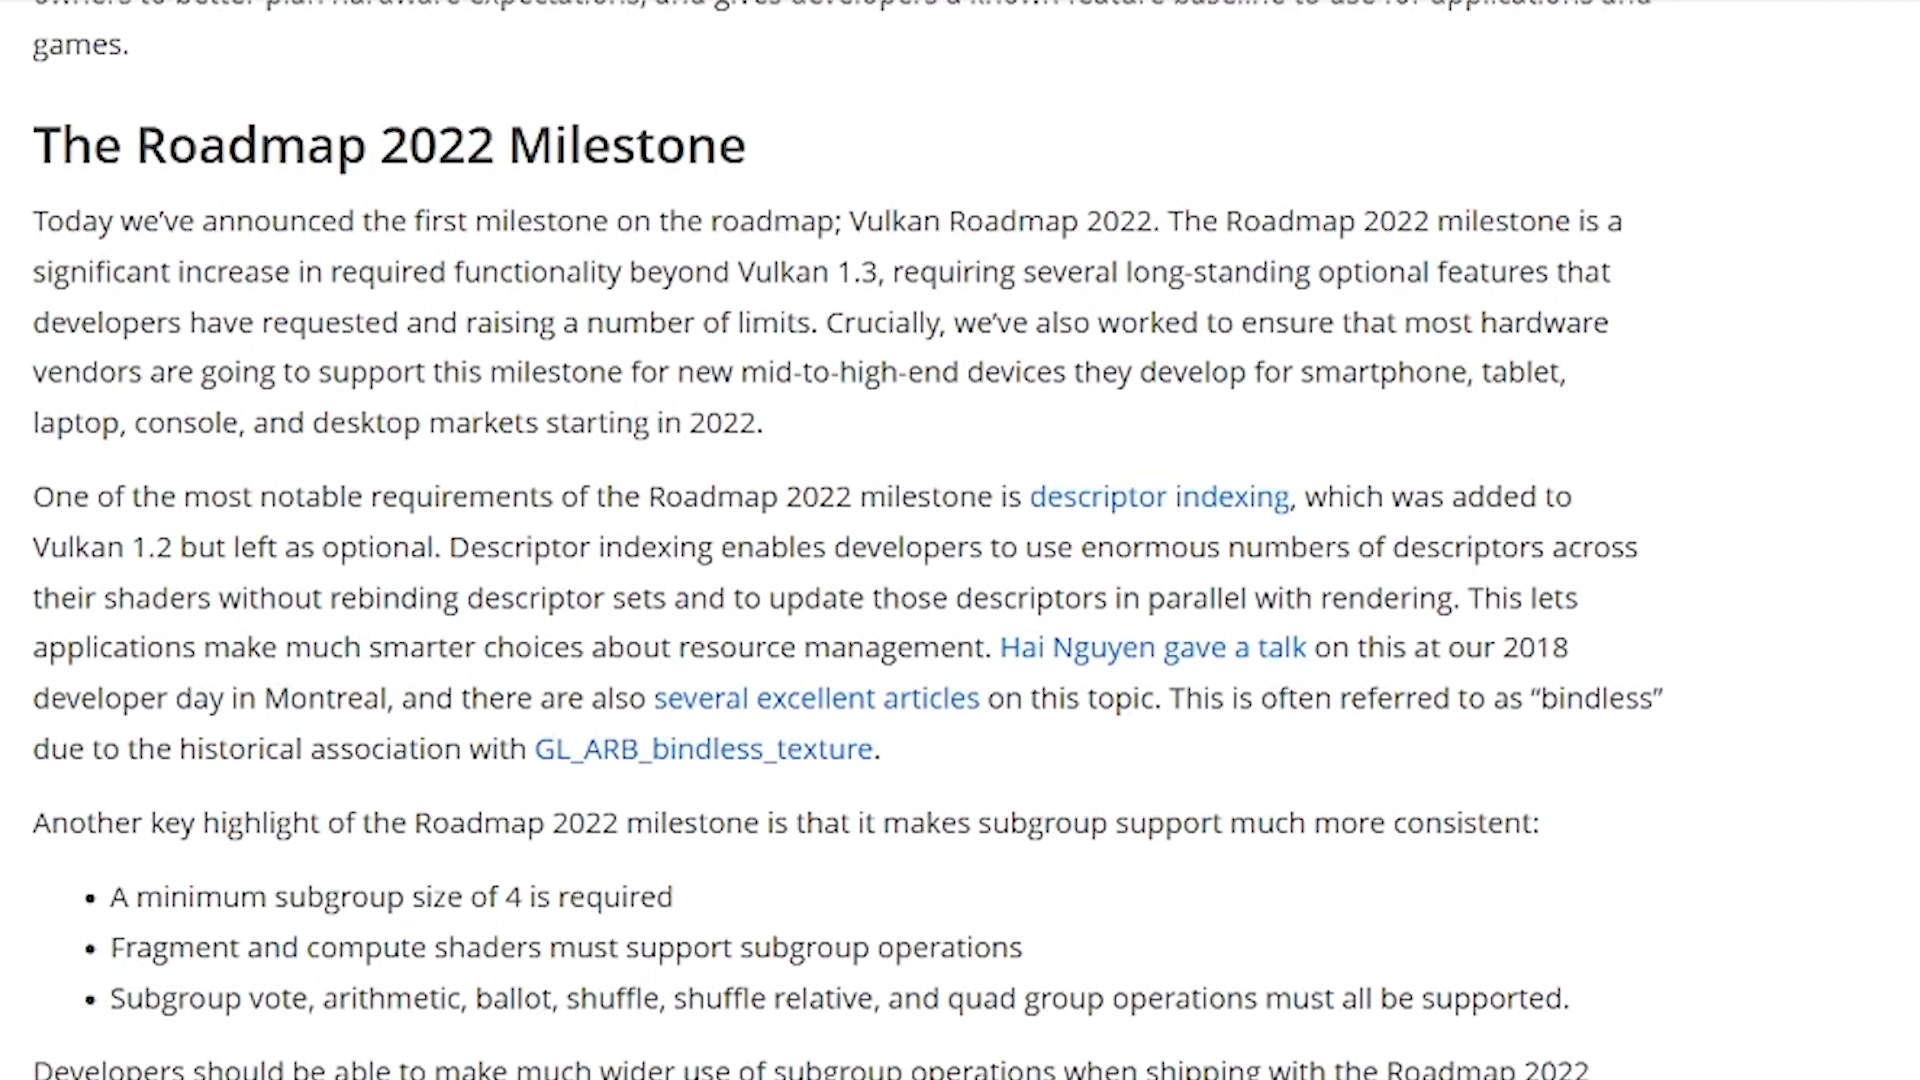 games.
The Roadmap 2022 Milestone
Today we’ve announced the first milestone on the roadmap; Vulkan Roadmap 2022. The Roadmap 2022 milestone is a
significant increase in required functionality beyond Vulkan 1.3, requiring several long-standing optional features that
developers have requested and raising a number of limits. Crucially, we’ve also worked to ensure that most hardware
vendors are going to support this milestone for new mid-to-high-end devices they develop for smartphone, tablet,
laptop, console, and desktop markets starting in 2022.
One of the most notable requirements of the Roadmap 2022 milestone is descriptor indexing, which was added to
Vulkan 1.2 but left as optional. Descriptor indexing enables developers to use enormous numbers of descriptors across
their shaders without rebinding descriptor sets and to update those descriptors in parallel with rendering. This lets
applications make much smarter choices about resource management. Hai Nguyen gave a talk on this at our 2018
developer day in Montreal, and there are also several excellent articles on this topic. This is often referred to as “bindless”
due to the historical association with GL_ARB_bindless_texture.
Another key highlight of the Roadmap 2022 milestone is that it makes subgroup support much more consistent:
• A minimum subgroup size of 4 is required
• Fragment and compute shaders must support subgroup operations
• Subgroup vote, arithmetic, ballot, shuffle, shuffle relative, and quad group operations must all be supported.
Developers should be able to make much wider use of subgroup operations when shipping with the Roadmap 2022